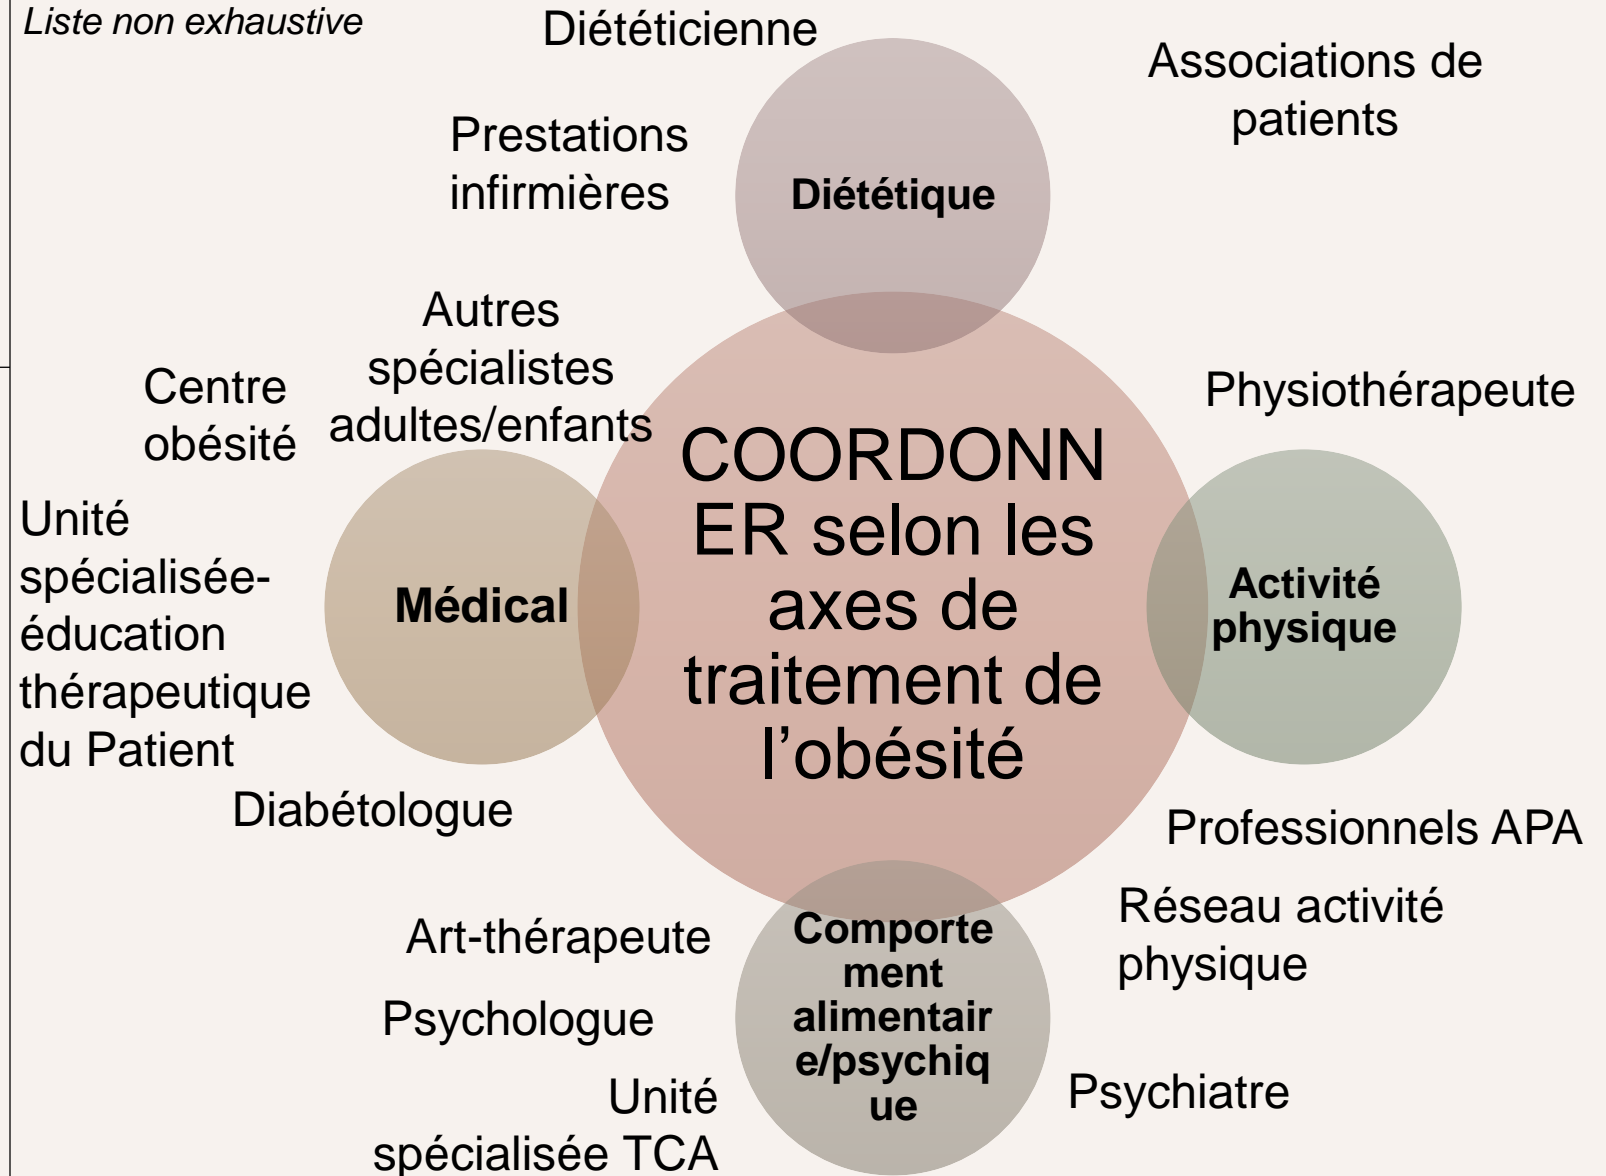 Liste non exhaustive
Diététicienne
Associations de
patients
Prestations
infirmières
Diététique
Autres
spécialistes
adultes/enfants
Centre
obésité
Physiothérapeute
COORDONN
ER selon les
axes de
traitement de
l’obésité
Unité
spécialisée-
éducation
thérapeutique
du Patient
Médical
Activité
physique
Diabétologue
Professionnels APA
Réseau activité
physique
Art-thérapeute
Comporte
ment
alimentair
e/psychiq
ue
Psychologue
Psychiatre
Unité
spécialisée TCA